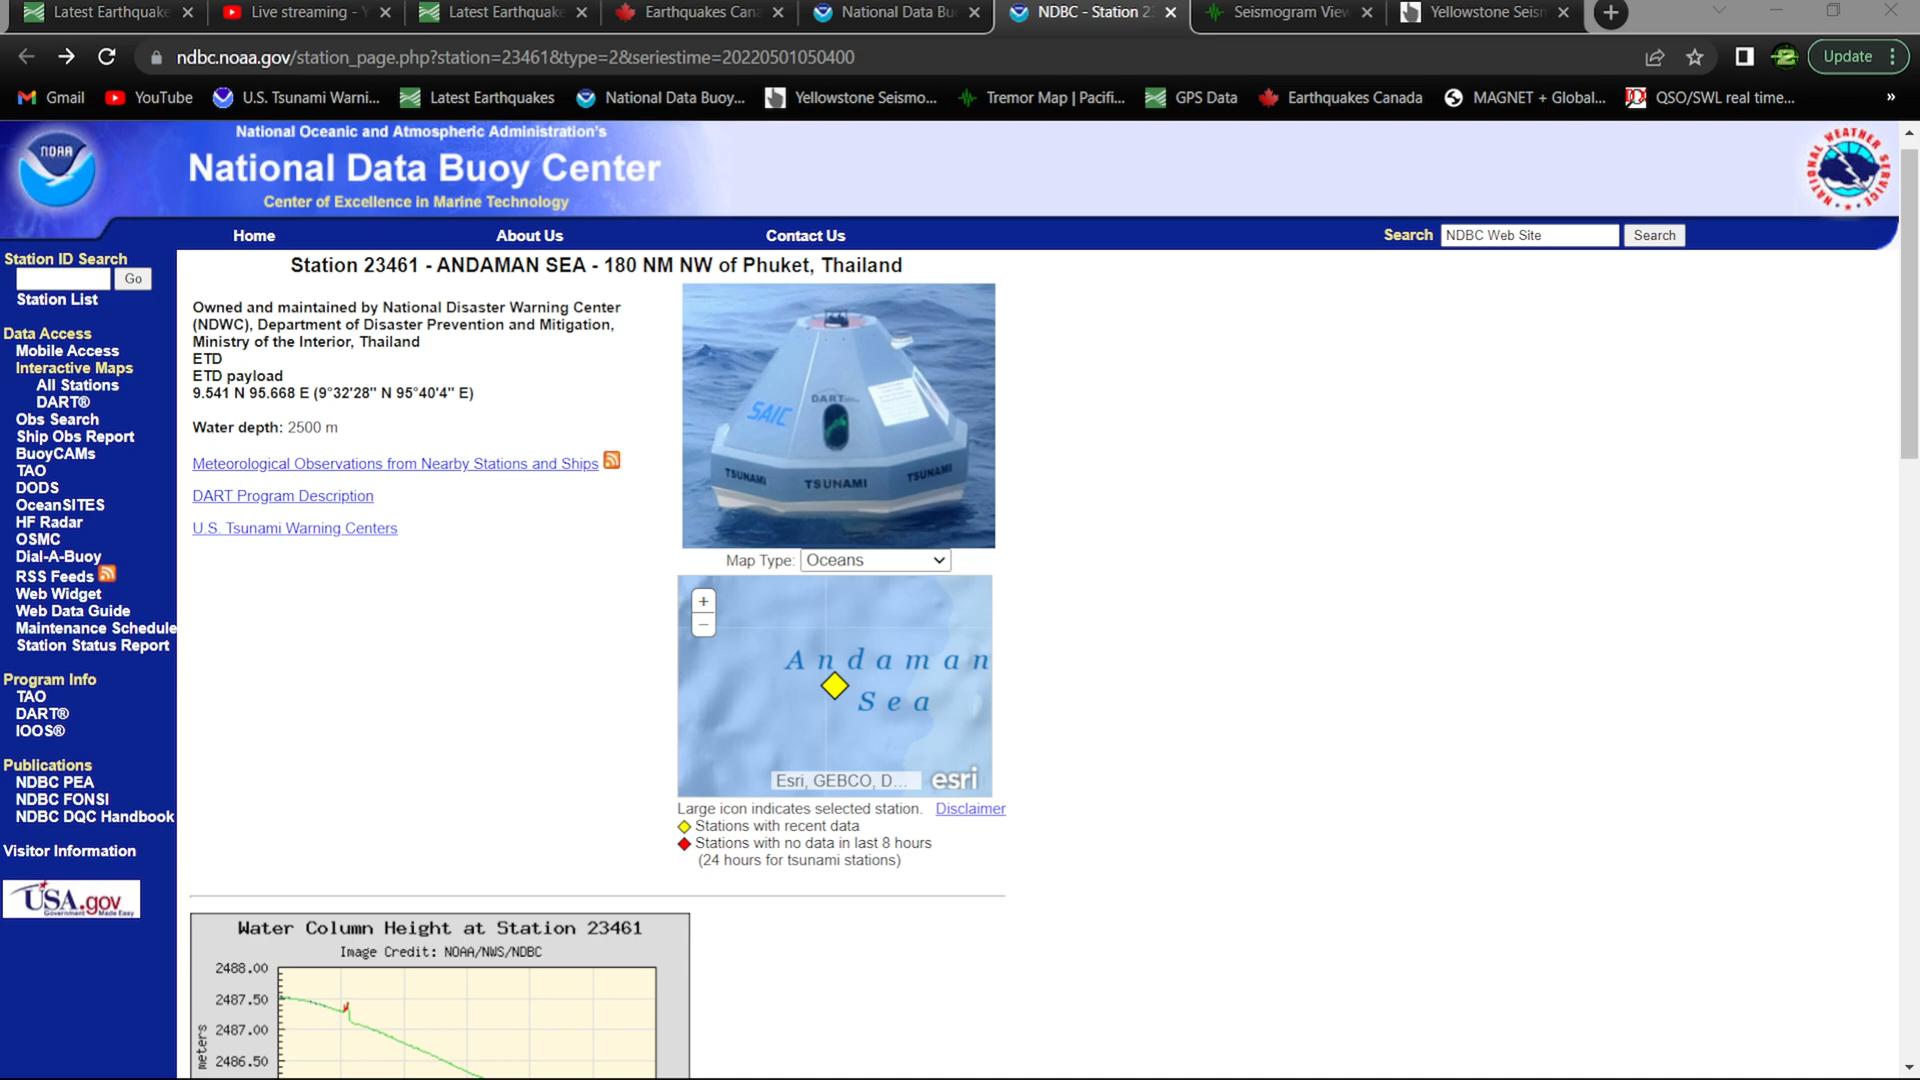 Latest Earthquake
Live streaming - Y
Latest Earthquake
Earthquakes Can
National Data Bu
NDBC - Station 23
Seismogram View
Yellowstone Seism
ndbc.noaa.gov/station_page.php?station=23461&type=2&seriestime=20220501050400
Update
Gmail
YouTube
U.S. Tsunami Warni...
Latest Earthquakes
National Data Buoy...
Yellowstone Seismo...
Tremor Map | Pacifi...
GPS Data
Earthquakes Canada
MAGNET + Global...
QSO/SWL real time...
»
NOAA
National Oceanic and Atmospheric Administration's
National Data Buoy Center
Center of Excellence in Marine Technology
NATIONAL WEATHER SERVICE
Home
About Us
Contact Us
Search
NDBC Web Site
Search
Station ID Search
Go
Station List
Data Access
Mobile Access
Interactive Maps
All Stations
DART®
Obs Search
Ship Obs Report
BuoyCAMs
TAO
DODS
OceanSITES
HF Radar
OSMC
Dial-A-Buoy
RSS Feeds
Web Widget
Web Data Guide
Maintenance Schedule
Station Status Report
Program Info
TAO
DART®
IOOS®
Publications
NDBC PEA
NDBC FONSI
NDBC DQC Handbook
Visitor Information
USA.gov
Government Made Easy
Station 23461 - ANDAMAN SEA - 180 NM NW of Phuket, Thailand
Owned and maintained by National Disaster Warning Center
(NDWC), Department of Disaster Prevention and Mitigation,
Ministry of the Interior, Thailand
ETD
ETD payload
9.541 N 95.668 E (9°32'28" N 95°40'4" E)
Water depth: 2500 m
Meteorological Observations from Nearby Stations and Ships
DART Program Description
U.S. Tsunami Warning Centers
DART
SAIC
TSUNAMI
TSUNAMI
TSUNAMI
Map Type: Oceans
+
−
Andaman
Sea
Esri, GEBCO, D...
esri
Large icon indicates selected station. Disclaimer
Stations with recent data
Stations with no data in last 8 hours
(24 hours for tsunami stations)
Water Column Height at Station 23461
Image Credit: NOAA/NWS/NDBC
2488.00
2487.50
2487.00
2486.50
meters